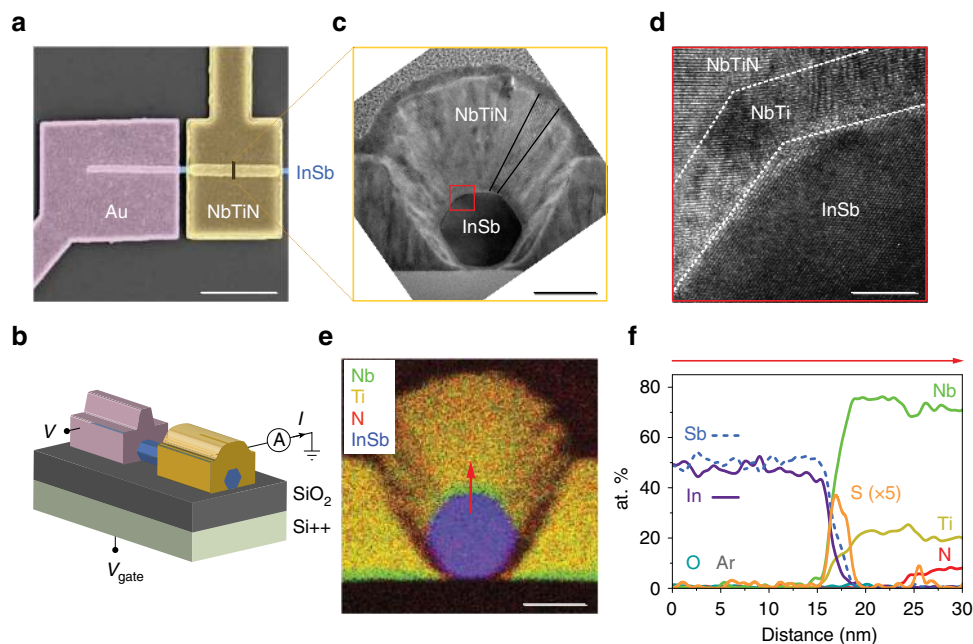 a
Au
NbTiN
InSb
c
NbTiN
InSb
d
NbTiN
NbTi
InSb
b
V
A
I
SiO2
Si++
Vgate
e
Nb
Ti
N
InSb
f
80
60
40
20
0
at. %
Nb
Sb
In
S (×5)
Ti
O Ar
N
0 5 10 15 20 25 30
Distance (nm)